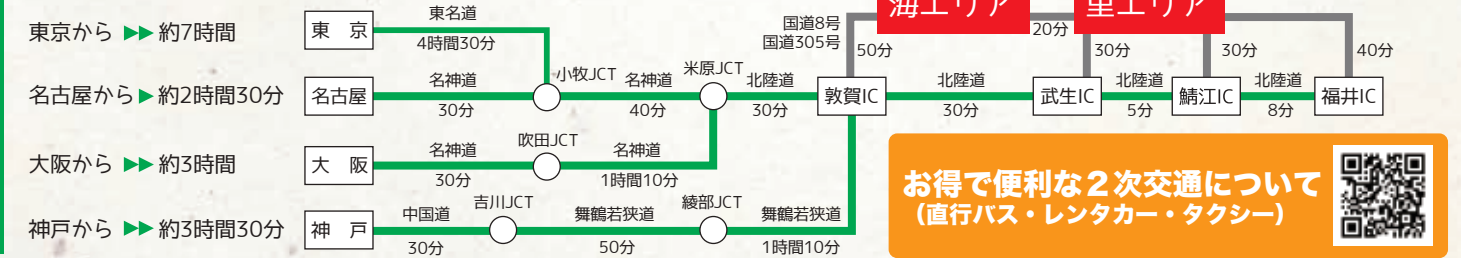 海エリア
里エリア
東京から ▶▶ 約7時間
東　京
東名道
4時間30分
国道8号
国道305号
50分
20分
30分
30分
40分
名古屋から ▶ 約2時間30分
名古屋
名神道
30分
小牧JCT
名神道
40分
米原JCT
北陸道
30分
敦賀IC
北陸道
30分
武生IC
北陸道
5分
鯖江IC
北陸道
8分
福井IC
大阪から ▶▶ 約3時間
大　阪
名神道
30分
吹田JCT
名神道
1時間10分
神戸から ▶▶ 約3時間30分
神　戸
中国道
30分
吉川JCT
舞鶴若狭道
50分
綾部JCT
舞鶴若狭道
1時間10分
お得で便利な2次交通について
（直行バス・レンタカー・タクシー）